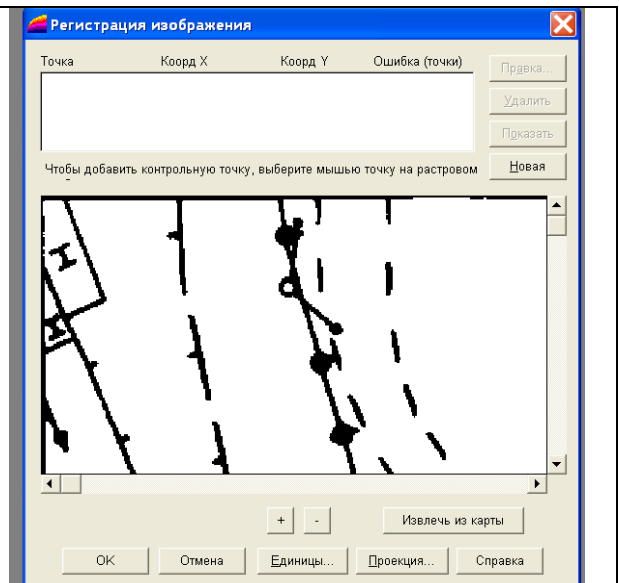 Регистрация изображения
Точка Коорд X Коорд Y Ошибка (точки)
Правка...
Удалить
Показать
Чтобы добавить контрольную точку, выберите мышью точку на растровом
Новая
Н
+ -
Извлечь из карты
OK Отмена Единицы... Проекция... Справка